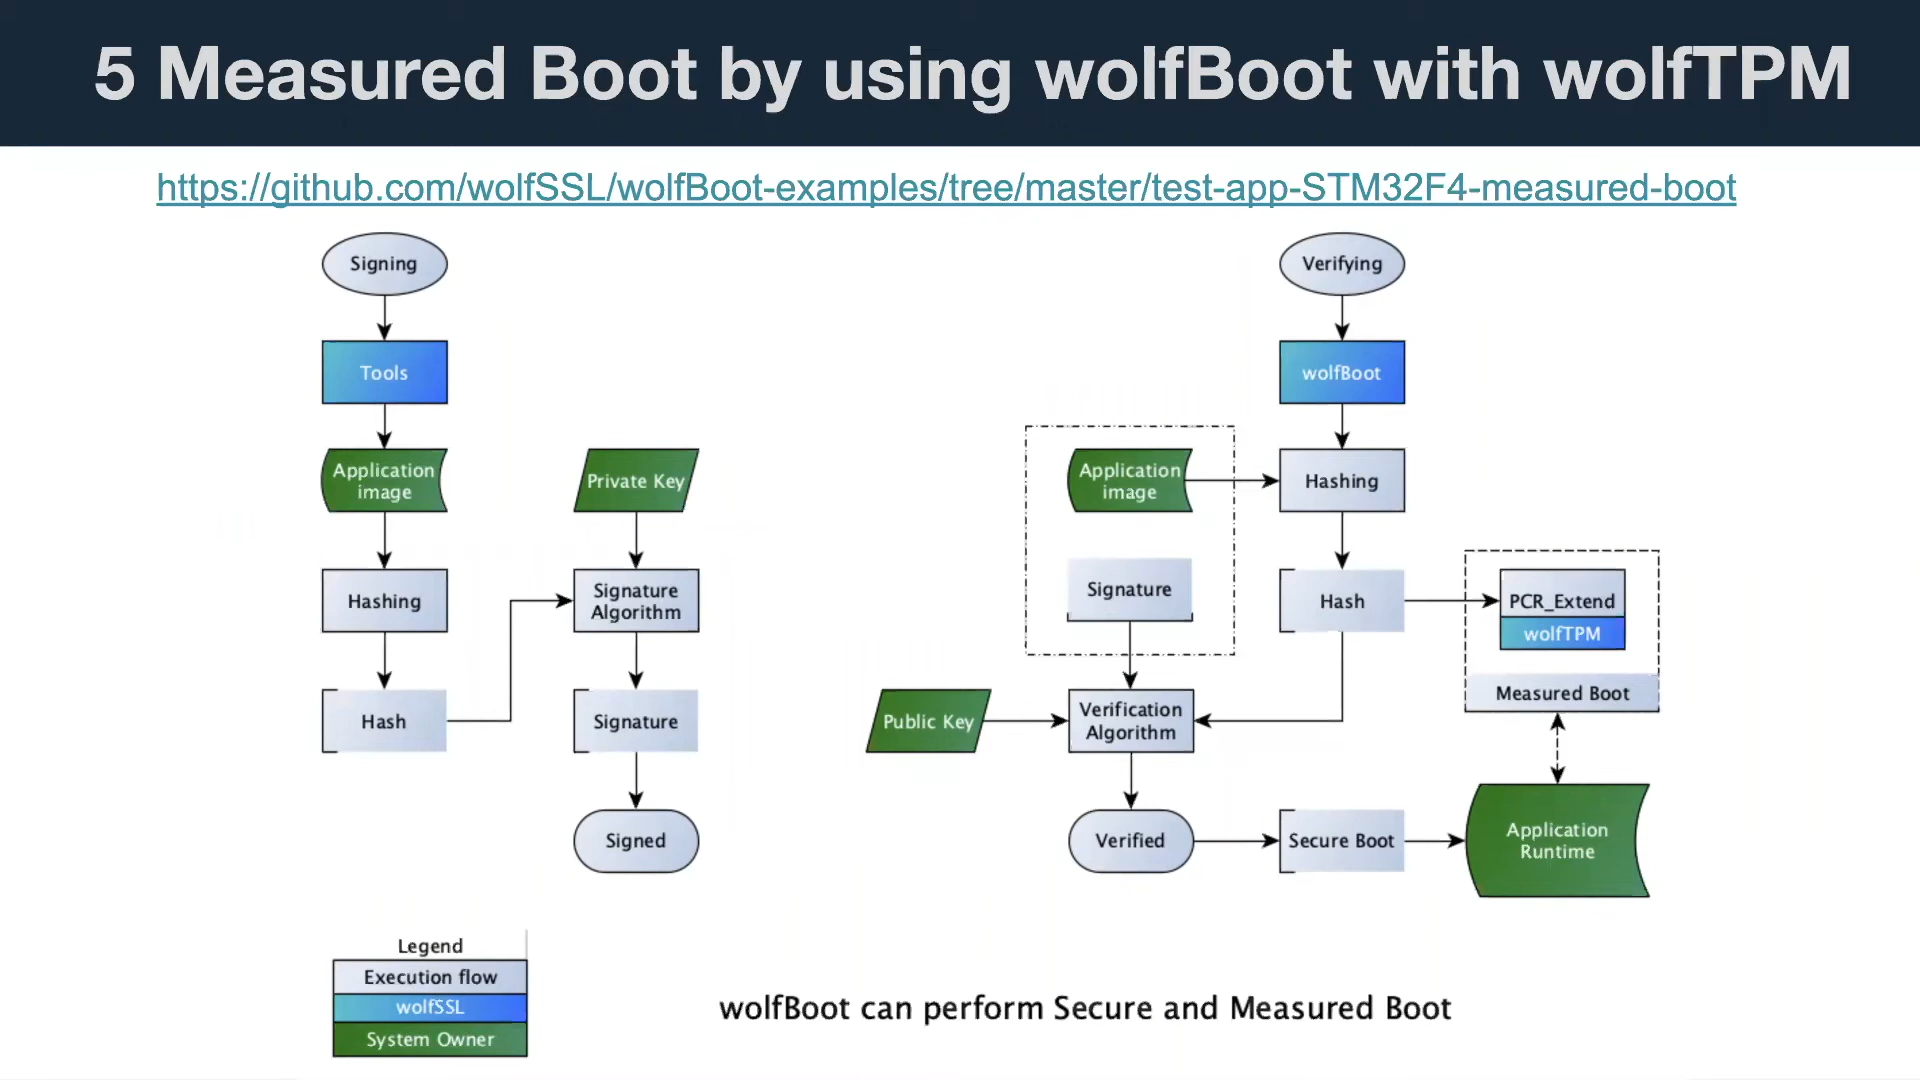 5 Measured Boot by using wolfBoot with wolfTPM
https://github.com/wolfSSL/wolfBoot-examples/tree/master/test-app-STM32F4-measured-boot
Signing
Tools
Application
image
Hashing
Hash
Private Key
Signature
Algorithm
Signature
Signed
Verifying
wolfBoot
Application
image
Hashing
Signature
Hash
PCR_Extend
wolfTPM
Measured Boot
Public Key
Verification
Algorithm
Verified
Secure Boot
Application
Runtime
Legend
Execution flow
wolfSSL
System Owner
wolfBoot can perform Secure and Measured Boot